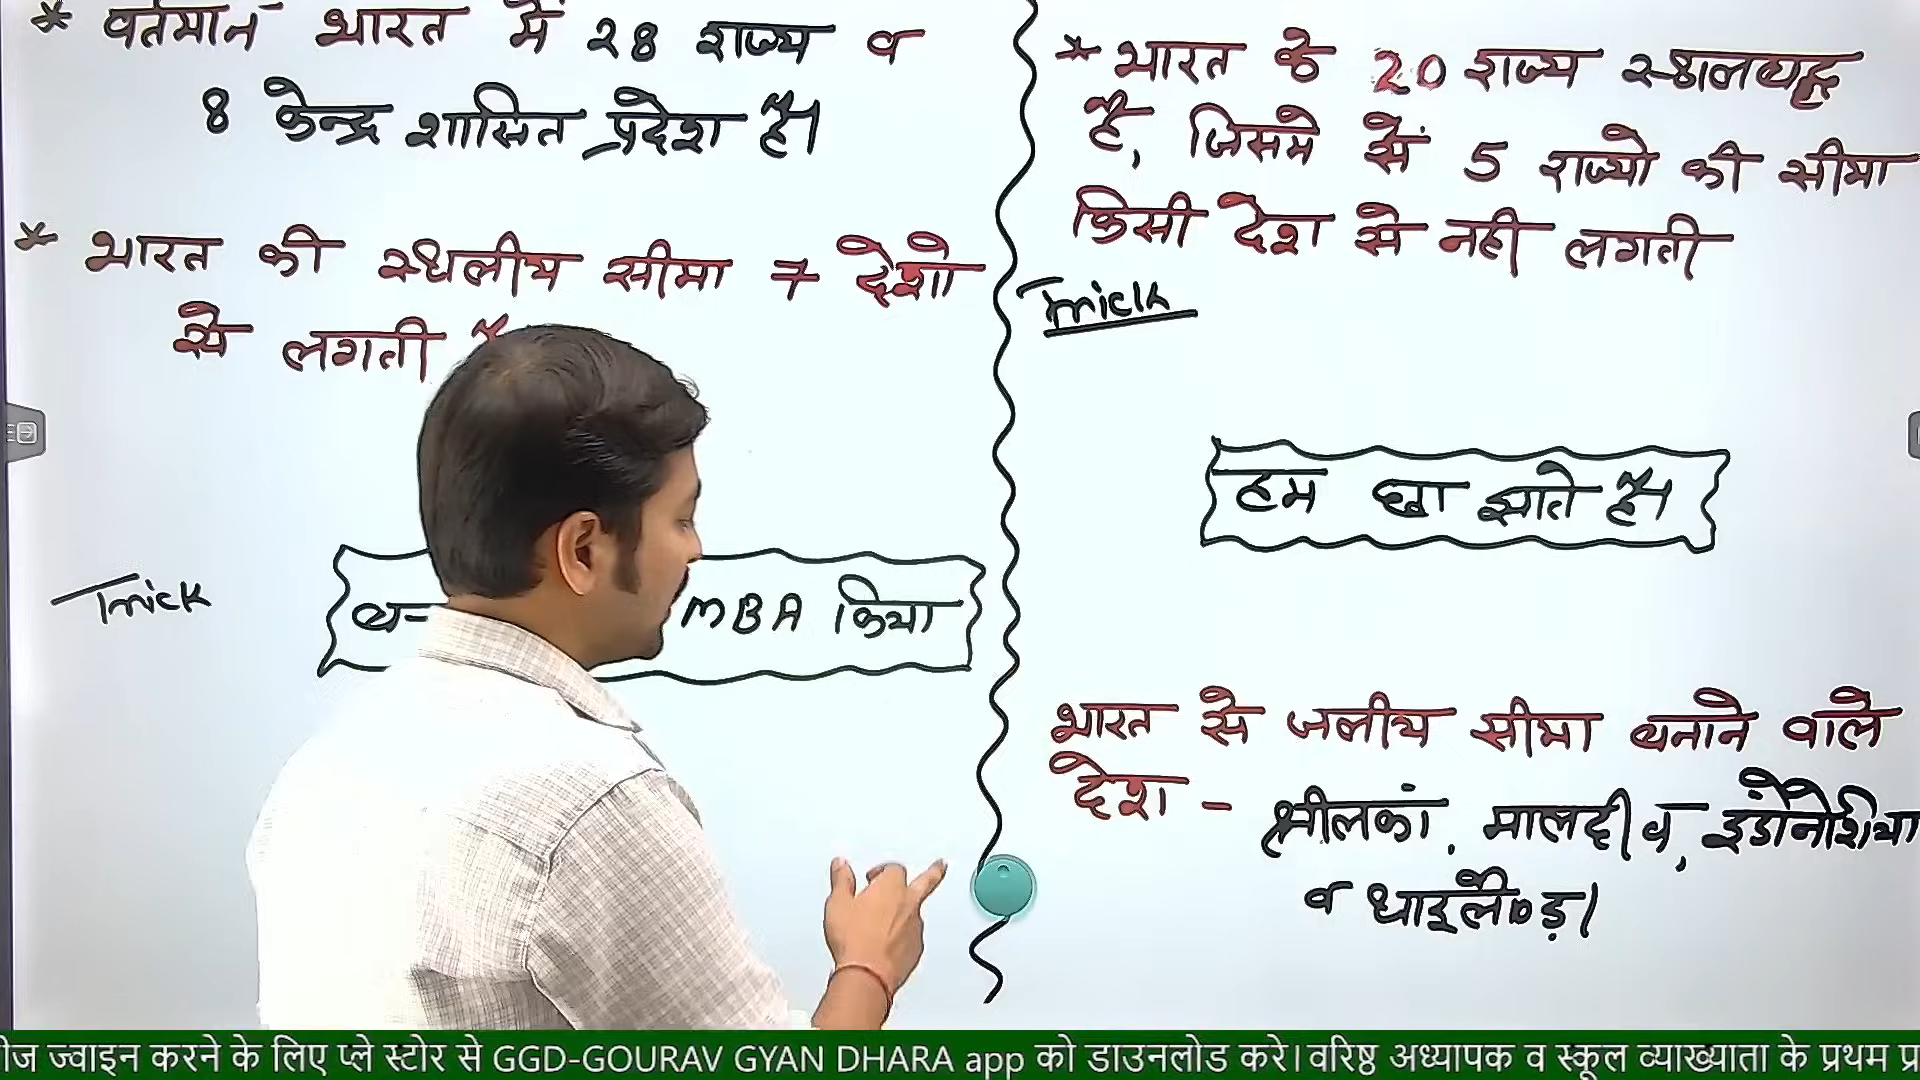 * वर्तमान भारत में 28 राज्य व
8 केन्द्र शासित प्रदेश है।
* भारत की स्थलीय सीमा 7 देशो
से लगती
Trick
MBA किया
* भारत के 20 राज्य स्थलबद्ध
है, जिसमे से 5 राज्यो की सीमा
किसी देश से नही लगती
Trick
हम छा जाते है।
भारत से जलीय सीमा बनाने वाले
देश - श्रीलकां, मालदीव, इंडोनेशिया
व थाइलैण्ड़।
ज्वाइन करने के लिए प्ले स्टोर से GGD-GOURAV GYAN DHARA app को डाउनलोड करे। वरिष्ठ अध्यापक व स्कूल व्याख्याता के प्रथम